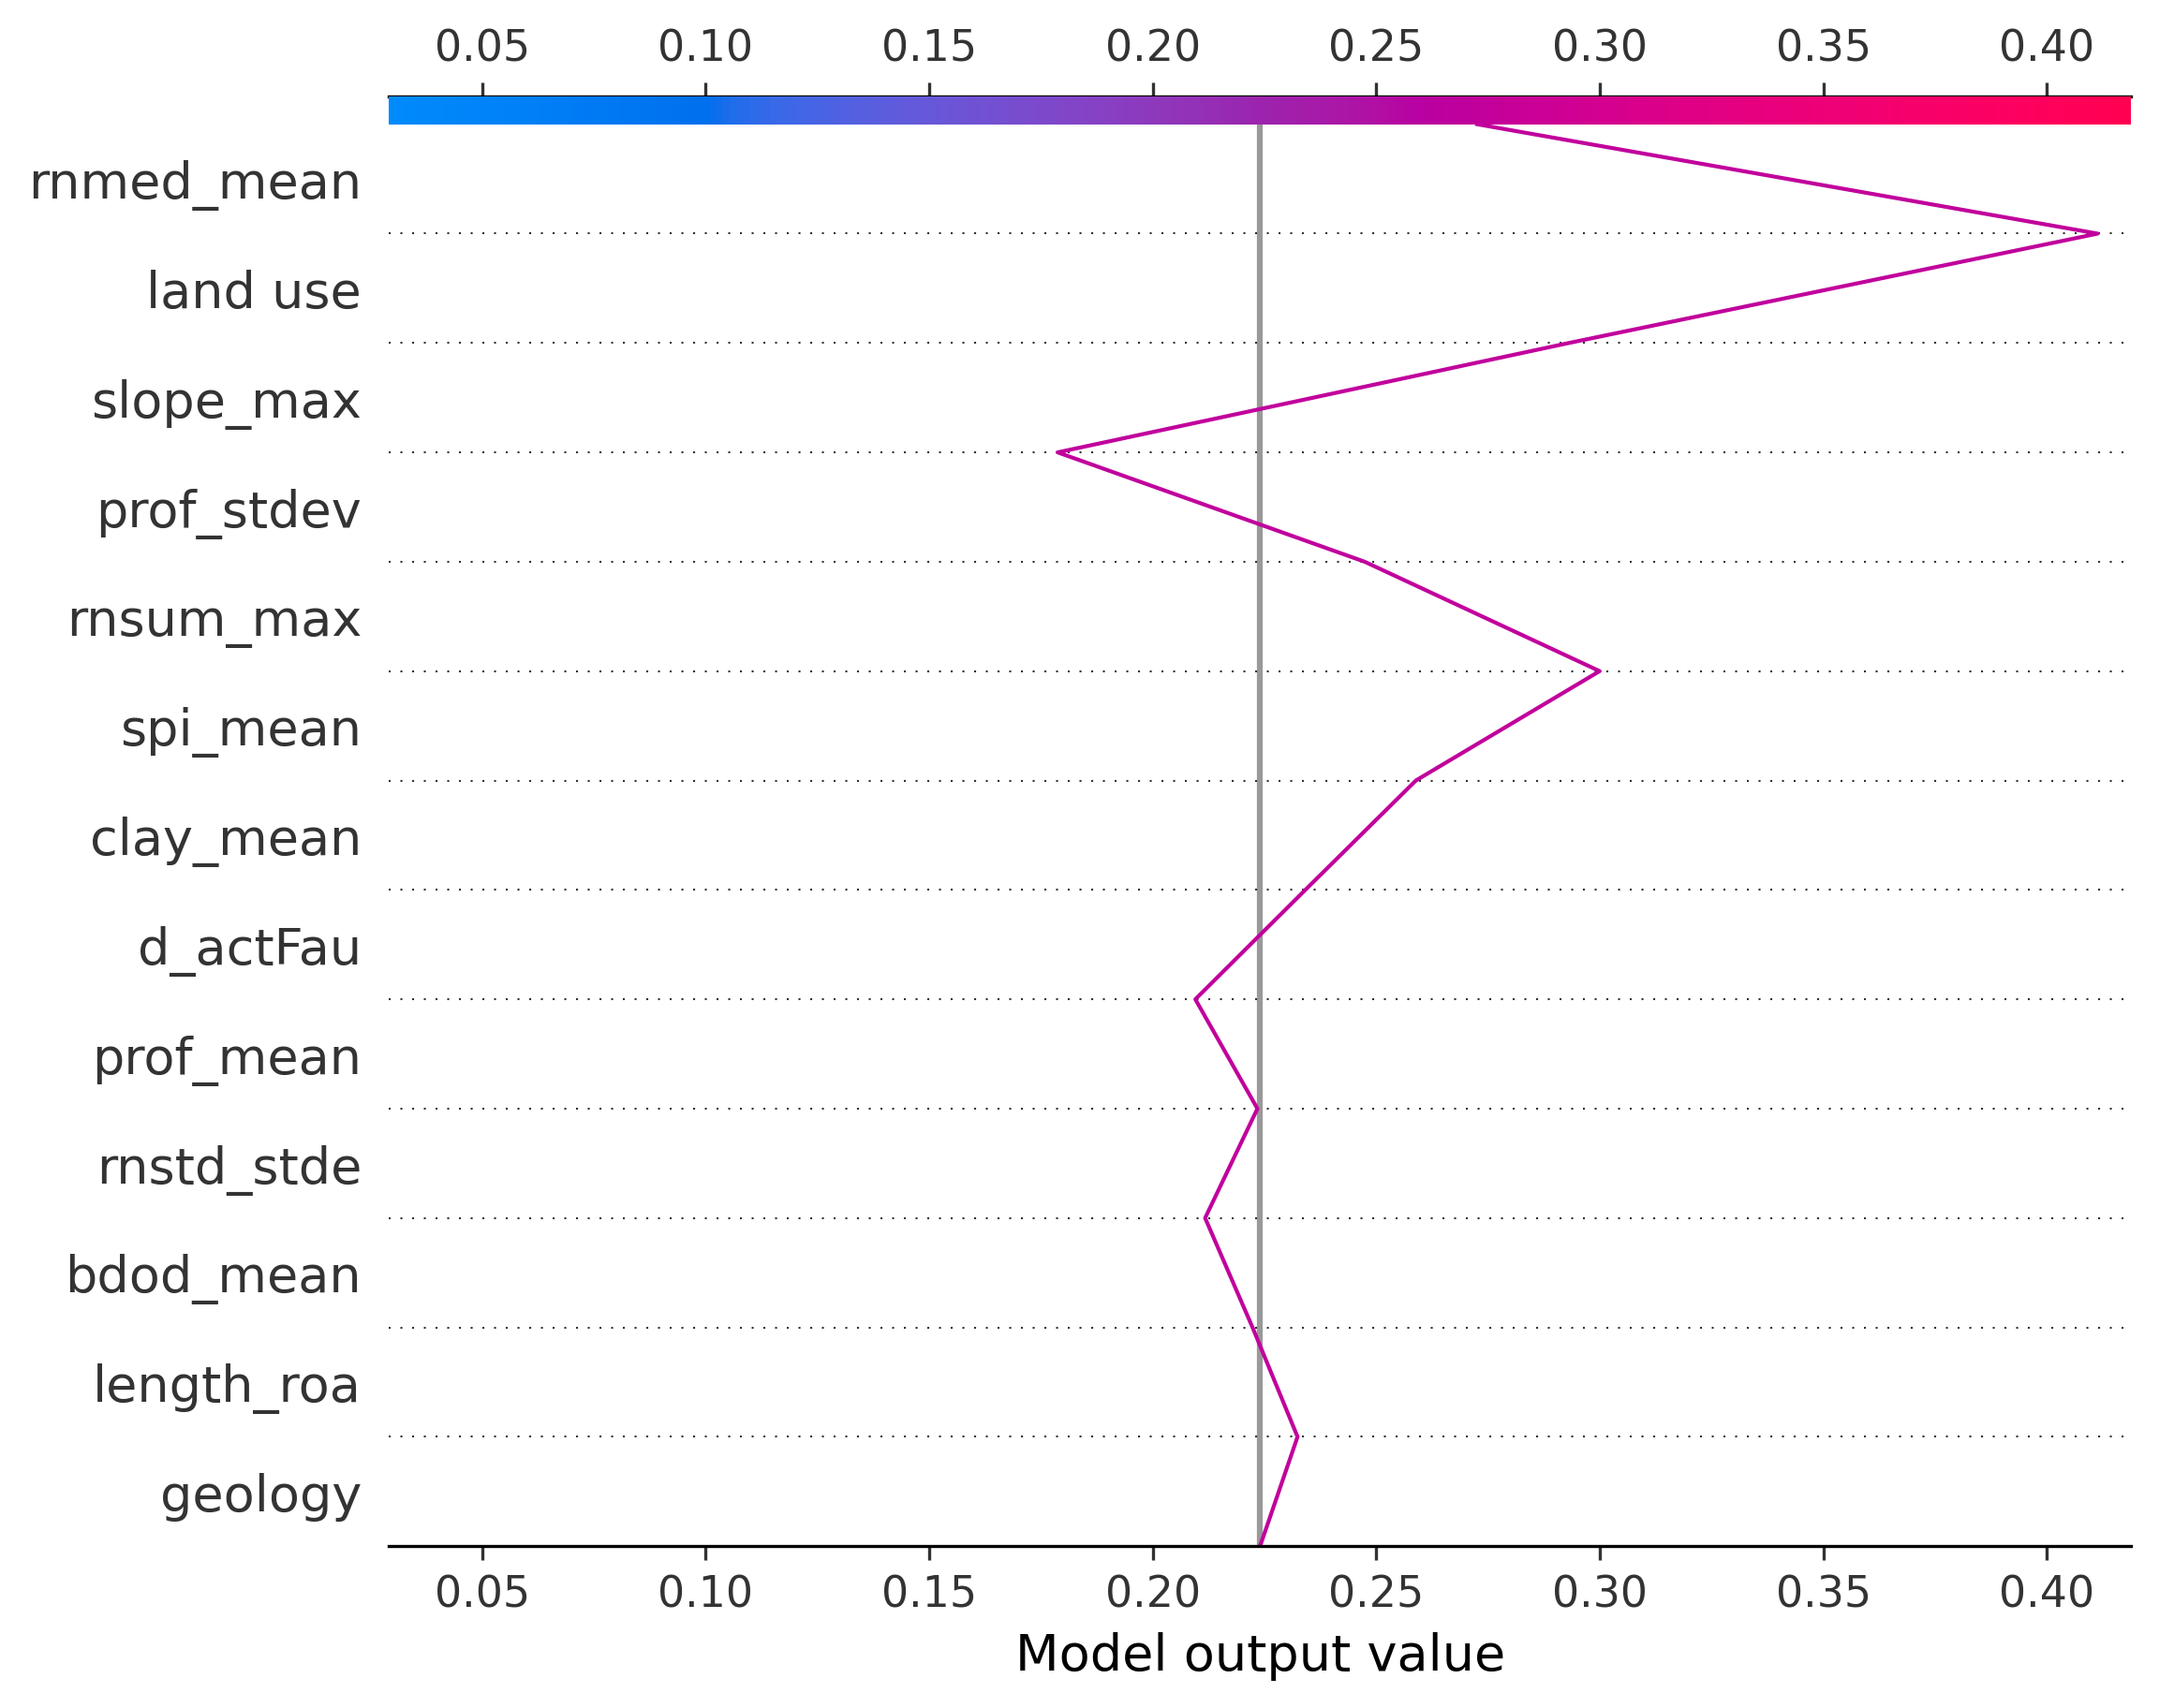 0.05 0.10 0.15 0.20 0.25 0.30 0.35 0.40
rnmed_mean
land use
slope_max
prof_stdev
rnsum_max
spi_mean
clay_mean
d_actFau
prof_mean
rnstd_stde
bdod_mean
length_roa
geology
0.05 0.10 0.15 0.20 0.25 0.30 0.35 0.40
Model output value